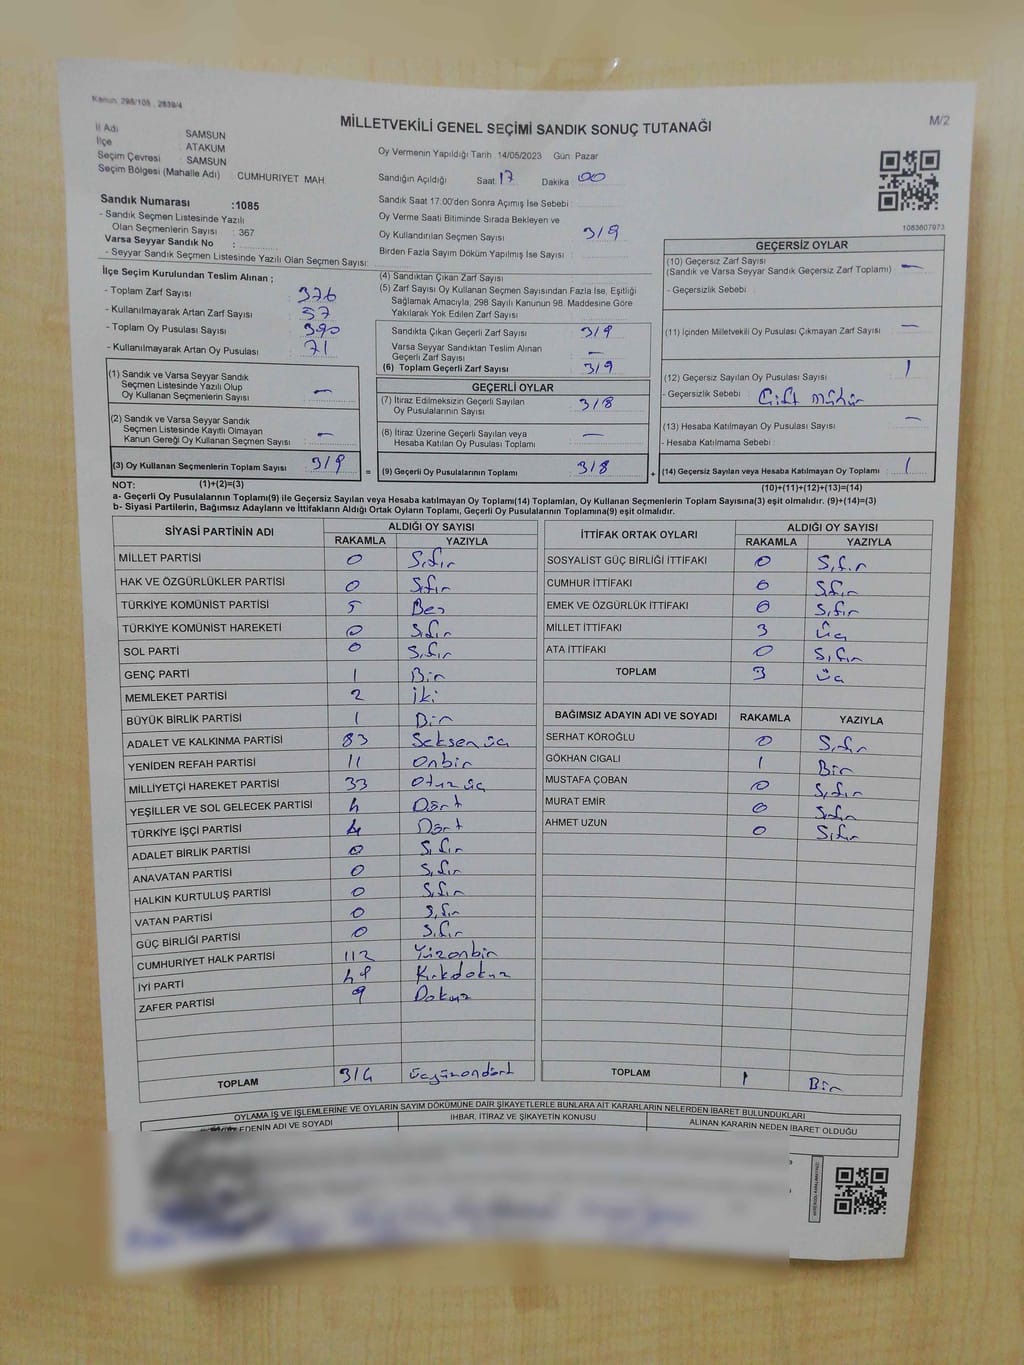 Kanun: 298/105 , 2839/4
M/2
MİLLETVEKİLİ GENEL SEÇİMİ SANDIK SONUÇ TUTANAĞI
İl Adı : SAMSUN
İlçe : ATAKUM
Seçim Çevresi : SAMSUN
Seçim Bölgesi (Mahalle Adı) : CUMHURIYET MAH.
Oy Vermenin Yapıldığı Tarih 14/05/2023 Gün Pazar
Sandığın Açıldığı Saat 17 Dakika 00
Sandık Saat 17:00'den Sonra Açımış İse Sebebi :
Oy Verme Saati Bitiminde Sırada Bekleyen ve
Oy Kullandırılan Seçmen Sayısı : 319
Birden Fazla Sayım Döküm Yapılmış İse Sayısı :
1083607973
Sandık Numarası :1085
- Sandık Seçmen Listesinde Yazılı
Olan Seçmenlerin Sayısı : 367
Varsa Seyyar Sandık No :
- Seyyar Sandık Seçmen Listesinde Yazılı Olan Seçmen Sayısı:
İlçe Seçim Kurulundan Teslim Alınan ;
- Toplam Zarf Sayısı : 376
- Kullanılmayarak Artan Zarf Sayısı : 57
- Toplam Oy Pusulası Sayısı : 390
- Kullanılmayarak Artan Oy Pusulası : 71
(1) Sandık ve Varsa Seyyar Sandık
Seçmen Listesinde Yazılı Olup
Oy Kullanan Seçmenlerin Sayısı : —
(2) Sandık ve Varsa Seyyar Sandık
Seçmen Listesinde Kayıtlı Olmayan
Kanun Gereği Oy Kullanan Seçmen Sayısı : —
(3) Oy Kullanan Seçmenlerin Toplam Sayısı : 319
(4) Sandıktan Çıkan Zarf Sayısı :
(5) Zarf Sayısı Oy Kullanan Seçmen Sayısından Fazla İse, Eşitliği
Sağlamak Amacıyla, 298 Sayılı Kanunun 98. Maddesine Göre
Yakılarak Yok Edilen Zarf Sayısı :
Sandıkta Çıkan Geçerli Zarf Sayısı : 319
Varsa Seyyar Sandıktan Teslim Alınan
Geçerli Zarf Sayısı : —
(6) Toplam Geçerli Zarf Sayısı : 319
GEÇERLİ OYLAR
(7) İtiraz Edilmeksizin Geçerli Sayılan
Oy Pusulalarının Sayısı : 318
(8) İtiraz Üzerine Geçerli Sayılan veya
Hesaba Katılan Oy Pusulası Toplamı : —
= (9) Geçerli Oy Pusulalarının Toplamı : 318
GEÇERSİZ OYLAR
(10) Geçersiz Zarf Sayısı : —
(Sandık ve Varsa Seyyar Sandık Geçersiz Zarf Toplamı)
- Geçersizlik Sebebi :
(11) İçinden Milletvekili Oy Pusulası Çıkmayan Zarf Sayısı : —
(12) Geçersiz Sayılan Oy Pusulası Sayısı : 1
- Geçersizlik Sebebi : Çift mühür
(13) Hesaba Katılmayan Oy Pusulası Sayısı : —
- Hesaba Katılmama Sebebi :
+ (14) Geçersiz Sayılan veya Hesaba Katılmayan Oy Toplamı : 1
NOT: (1)+(2)=(3)
(10)+(11)+(12)+(13)=(14)
a- Geçerli Oy Pusulalarının Toplamı(9) ile Geçersiz Sayılan veya Hesaba katılmayan Oy Toplamı(14) Toplamları, Oy Kullanan Seçmenlerin Toplam Sayısına(3) eşit olmalıdır. (9)+(14)=(3)
b- Siyasi Partilerin, Bağımsız Adayların ve İttifakların Aldığı Ortak Oyların Toplamı, Geçerli Oy Pusulalarının Toplamına(9) eşit olmalıdır.
SİYASİ PARTİNİN ADI ALDIĞI OY SAYISI
RAKAMLA YAZIYLA
MİLLET PARTİSİ 0 Sıfır
HAK VE ÖZGÜRLÜKLER PARTİSİ 0 Sıfır
TÜRKİYE KOMÜNİST PARTİSİ 5 Beş
TÜRKİYE KOMÜNİST HAREKETİ 0 Sıfır
SOL PARTİ 0 Sıfır
GENÇ PARTİ 1 Bir
MEMLEKET PARTİSİ 2 İki
BÜYÜK BİRLİK PARTİSİ 1 Bir
ADALET VE KALKINMA PARTİSİ 83 Seksen üç
YENİDEN REFAH PARTİSİ 11 Onbir
MİLLİYETÇİ HAREKET PARTİSİ 33 Otuzüç
YEŞİLLER VE SOL GELECEK PARTİSİ 4 Dört
TÜRKİYE İŞÇİ PARTİSİ 4 Dört
ADALET BİRLİK PARTİSİ 0 Sıfır
ANAVATAN PARTİSİ 0 Sıfır
HALKIN KURTULUŞ PARTİSİ 0 Sıfır
VATAN PARTİSİ 0 Sıfır
GÜÇ BİRLİĞİ PARTİSİ 0 Sıfır
CUMHURİYET HALK PARTİSİ 112 Yüzonbir
İYİ PARTİ 49 Kırkdokuz
ZAFER PARTİSİ 9 Dokuz
TOPLAM 314 üçyüzondört
İTTİFAK ORTAK OYLARI ALDIĞI OY SAYISI
RAKAMLA YAZIYLA
SOSYALİST GÜÇ BİRLİĞİ İTTİFAKI 0 Sıfır
CUMHUR İTTİFAKI 0 Sıfır
EMEK VE ÖZGÜRLÜK İTTİFAKI 0 Sıfır
MİLLET İTTİFAKI 3 Üç
ATA İTTİFAKI 0 Sıfır
TOPLAM 3 üç
BAĞIMSIZ ADAYIN ADI VE SOYADI RAKAMLA YAZIYLA
SERHAT KÖROĞLU 0 Sıfır
GÖKHAN CIGALI 1 Bir
MUSTAFA ÇOBAN 0 Sıfır
MURAT EMİR 0 Sıfır
AHMET UZUN 0 Sıfır
TOPLAM 1 Bir
OYLAMA İŞ VE İŞLEMLERİNE VE OYLARIN SAYIM DÖKÜMÜNE DAİR ŞİKAYETLERLE BUNLARA AİT KARARLARIN NELERDEN İBARET BULUNDUKLARI
EDENİN ADI VE SOYADI İHBAR, İTİRAZ VE ŞİKAYETİN KONUSU ALINAN KARARIN NEDEN İBARET OLDUĞU